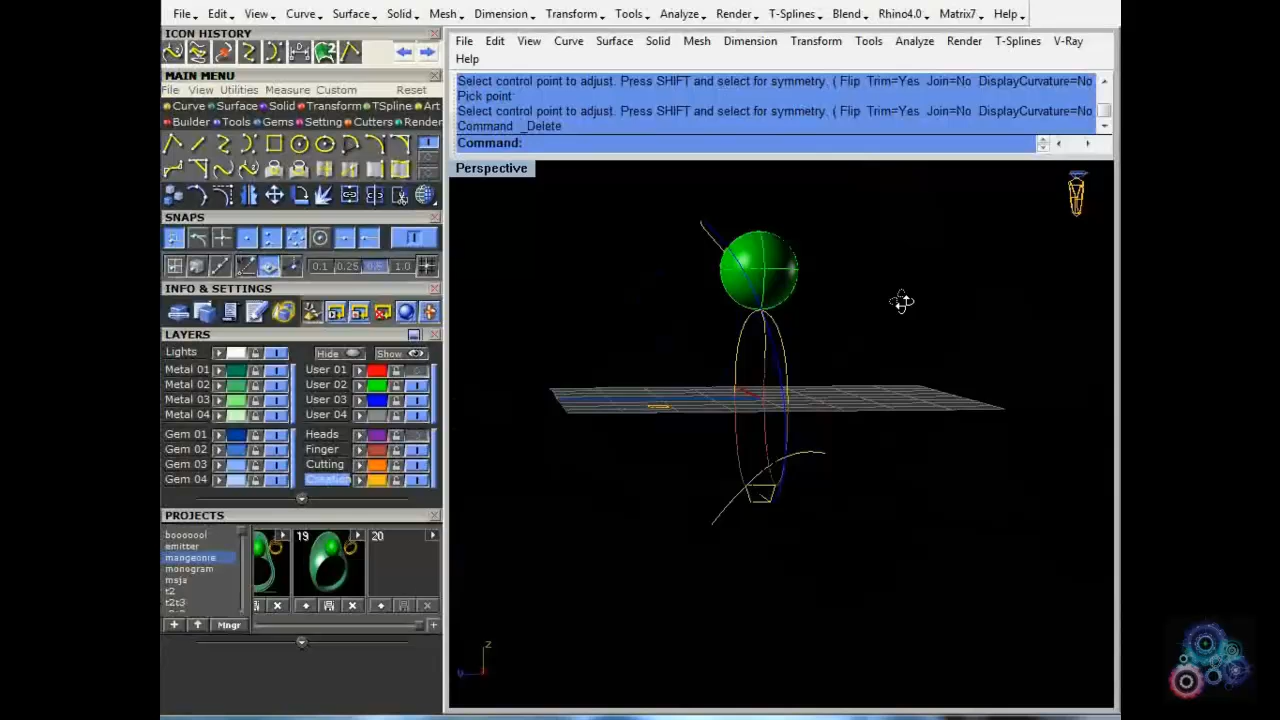 File Edit View Curve Surface Solid Mesh Dimension Transform Tools Analyze Render T-Splines Blend Rhino4.0 Matrix7 Help
ICON HISTORY
MAIN MENU
File View Utilities Measure Custom Reset
Curve Surface Solid Transform TSpline Art
Builder Tools Gems Setting Cutters Render
SNAPS
0.1 0.25 0.5 1.0
INFO & SETTINGS
LAYERS
Lights Hide Show
Metal 01 User 01
Metal 02 User 02
Metal 03 User 03
Metal 04 User 04
Gem 01 Heads
Gem 02 Finger
Gem 03 Cutting
Gem 04
PROJECTS
booooool
emitter
mangeonie
monogram
msja
t2
t2t3
19 20
Mngr
File Edit View Curve Surface Solid Mesh Dimension Transform Tools Analyze Render T-Splines V-Ray
Help
Select control point to adjust. Press SHIFT and select for symmetry. ( Flip Trim=Yes Join=No DisplayCurvature=No
Pick point
Select control point to adjust. Press SHIFT and select for symmetry. ( Flip Trim=Yes Join=No DisplayCurvature=No
Command _Delete
Command:
Perspective
z